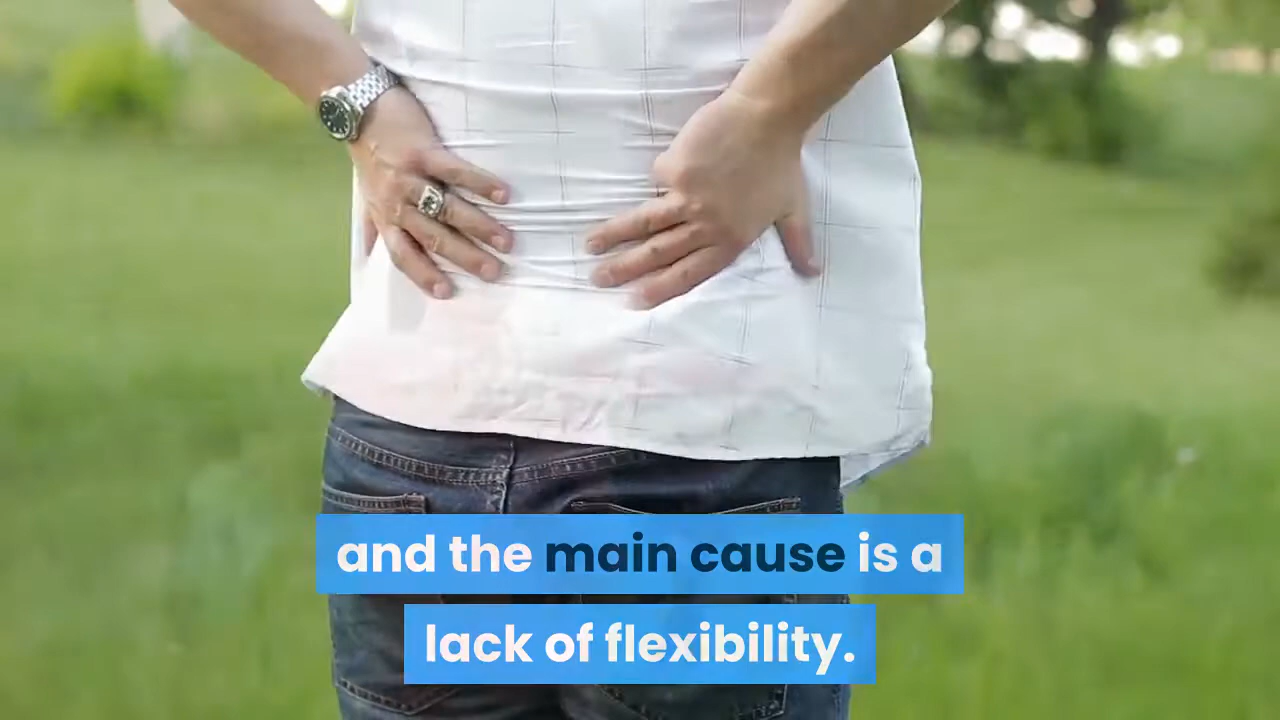 and the main cause is a
lack of flexibility.